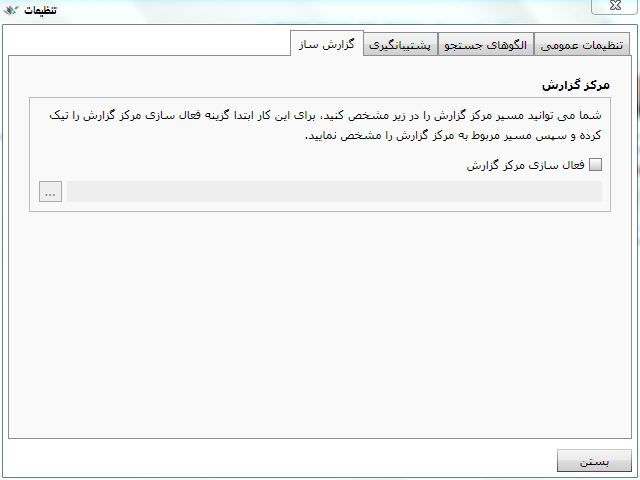 تنظیمات
تنظیمات عمومی
الگوهای جستجو
پشتیبانگیری
گزارش ساز
مرکز گزارش
شما می توانید مسیر مرکز گزارش را در زیر مشخص کنید، برای این کار ابتدا گزینه فعال سازی مرکز گزارش را تیک
کرده و سپس مسیر مربوط به مرکز گزارش را مشخص نمایید.
فعال سازی مرکز گزارش
...
بستن